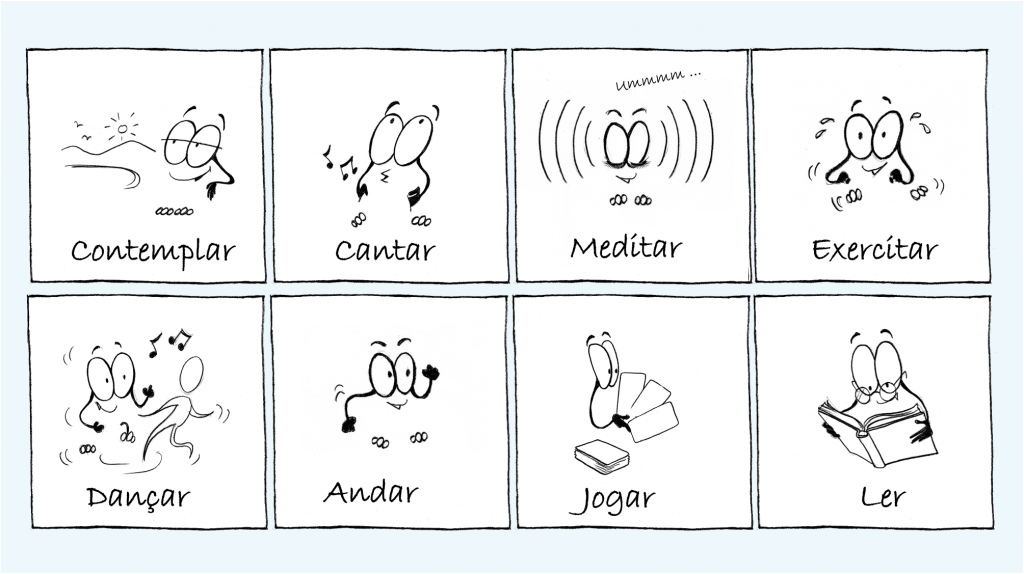 ummmm ...
Contemplar
Cantar
Meditar
Exercitar
Dançar
Andar
Jogar
Ler